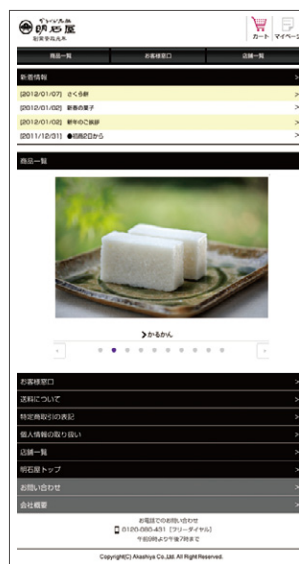 明石屋
カート マイページ
商品一覧 お客様窓口 店舗一覧
新着情報
[2012/01/07] さくら餅
[2012/01/02] 新春の菓子
[2012/01/02] 新年のご挨拶
[2011/12/31] ●初商2日から
商品一覧
かるかん
お客様窓口
送料について
特定商取引の表記
個人情報の取り扱い
店舗一覧
明石屋トップ
お問い合わせ
会社概要
お電話でのお問い合わせ
0120-080-431 [フリーダイヤル]
午前9時より午後7時まで
Copyright(C) Akashiya Co.,Ltd. All Right Reserved.